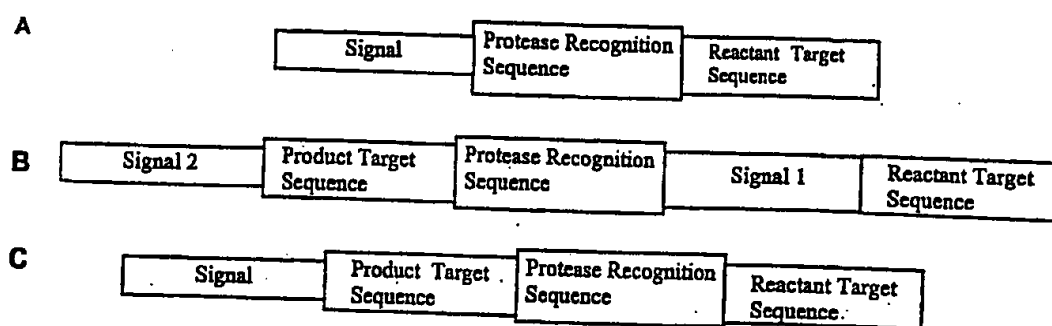 A
Signal
Protease Recognition
Sequence
Reactant Target
Sequence
B
Signal 2
Product Target
Sequence
Protease Recognition
Sequence
Signal 1
Reactant Target
Sequence
C
Signal
Product Target
Sequence
Protease Recognition
Sequence
Reactant Target
Sequence